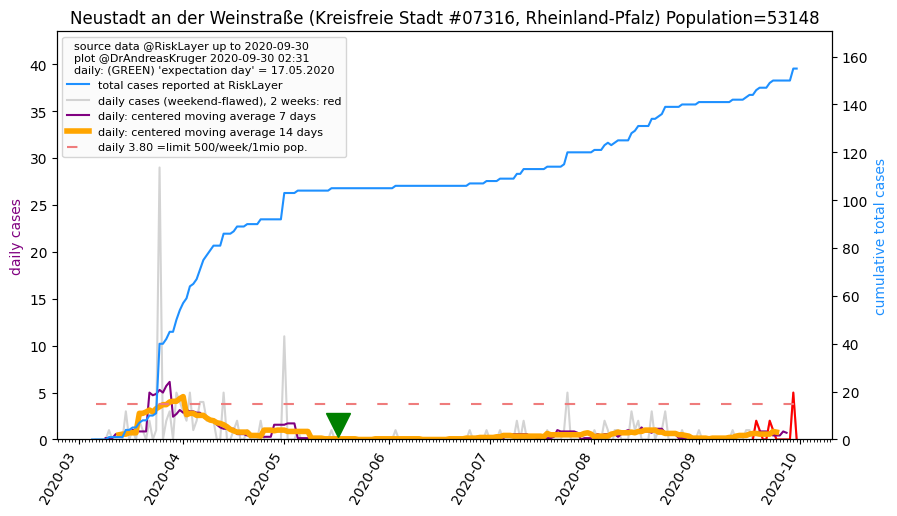 Neustadt an der Weinstraße (Kreisfreie Stadt #07316, Rheinland-Pfalz) Population=53148
source data @RiskLayer up to 2020-09-30
plot @DrAndreasKruger 2020-09-30 02:31
daily: (GREEN) 'expectation day' = 17.05.2020
total cases reported at RiskLayer
daily cases (weekend-flawed), 2 weeks: red
daily: centered moving average 7 days
daily: centered moving average 14 days
daily 3.80 =limit 500/week/1mio pop.
daily cases
40
35
30
25
20
15
10
5
0
cumulative total cases
160
140
120
100
80
60
40
20
0
2020-03
2020-04
2020-05
2020-06
2020-07
2020-08
2020-09
2020-10